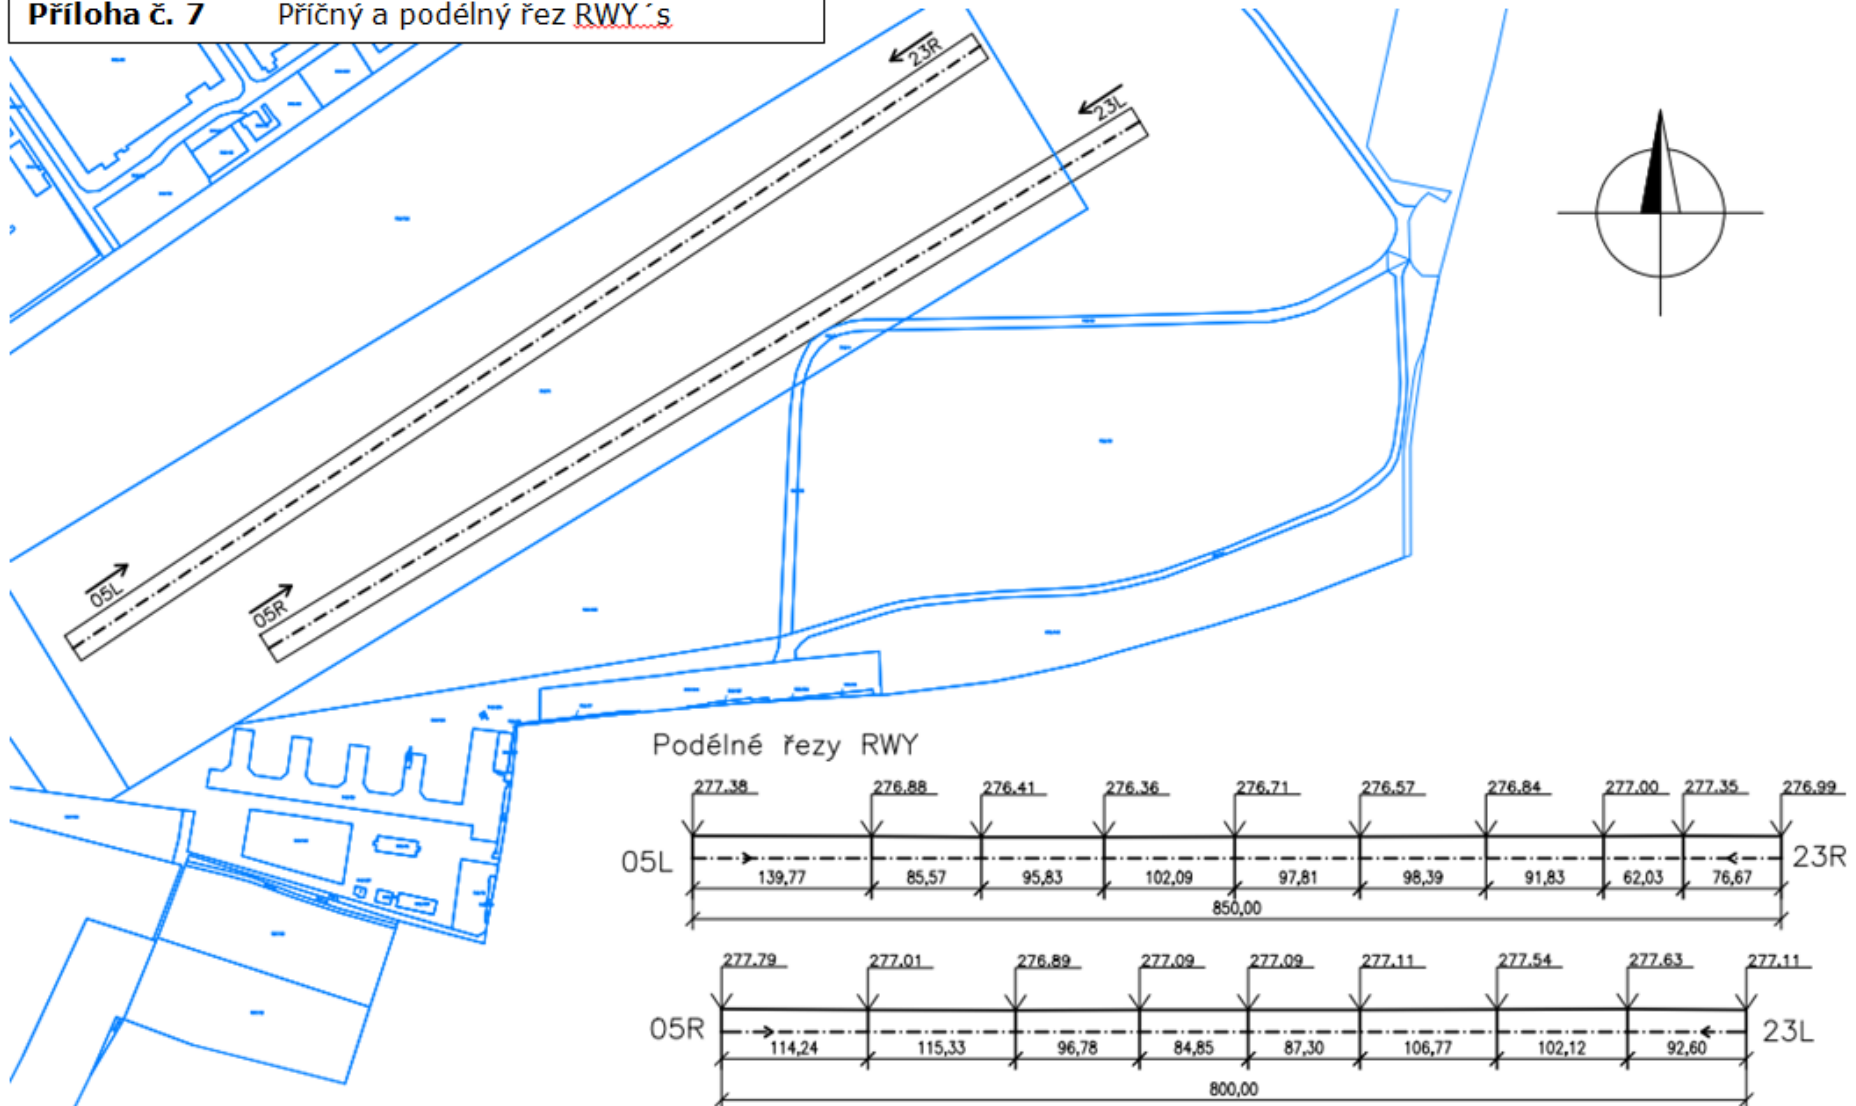 Příloha č. 7 Příčný a podélný řez RWY´s
23R
23L
05L
05R
Podélné řezy RWY
277.38 276.88 276.41 276.36 276.71 276.57 276.84 277.00 277.35 276.99
05L 23R
139,77 85,57 95,83 102,09 97,81 98,39 91,83 62,03 76,67
850,00
277.79 277.01 276.89 277.09 277.09 277.11 277.54 277.63 277.11
05R 23L
114,24 115,33 96,78 84,85 87,30 106,77 102,12 92,60
800,00